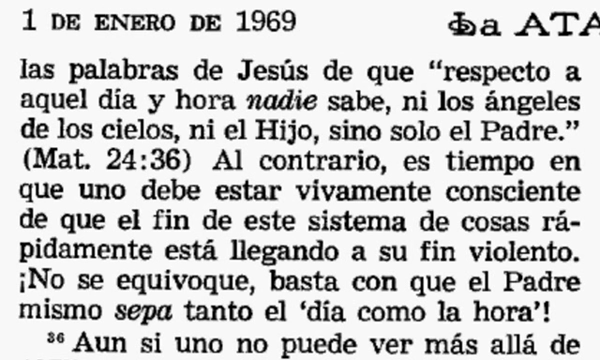 1 DE ENERO DE 1969 La
las palabras de Jesús de que “respecto a
aquel día y hora nadie sabe, ni los ángeles
de los cielos, ni el Hijo, sino solo el Padre.”
(Mat. 24:36) Al contrario, es tiempo en
que uno debe estar vivamente consciente
de que el fin de este sistema de cosas rá-
pidamente está llegando a su fin violento.
¡No se equivoque, basta con que el Padre
mismo sepa tanto el ‘día como la hora’!
36 Aun si uno no puede ver más allá de